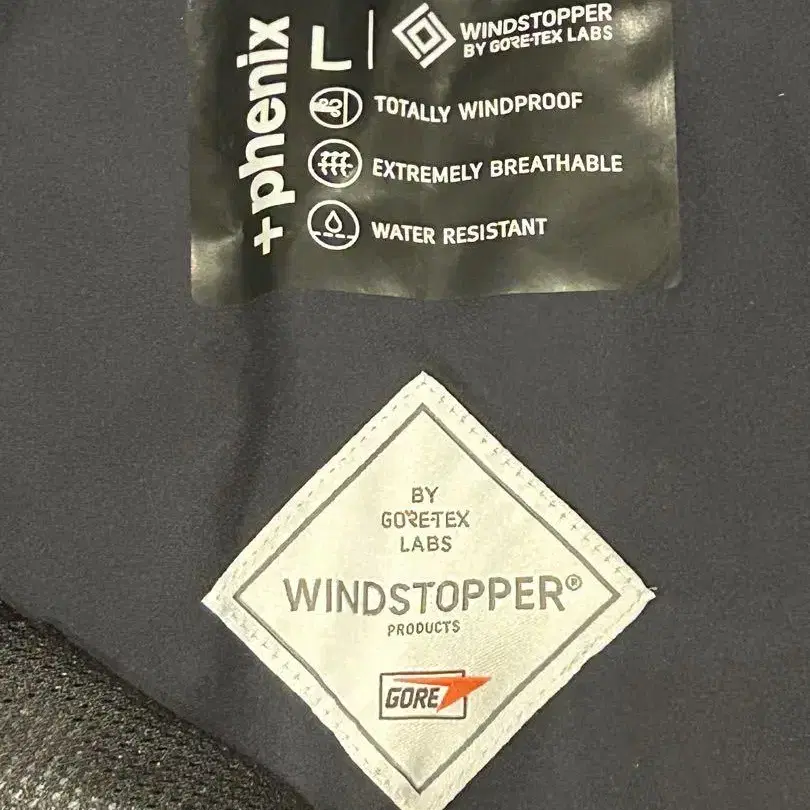 +phenix
L
WINDSTOPPER
BY GORE-TEX LABS
TOTALLY WINDPROOF
EXTREMELY BREATHABLE
WATER RESISTANT
BY
GORE-TEX
LABS
WINDSTOPPER®
PRODUCTS
GORE